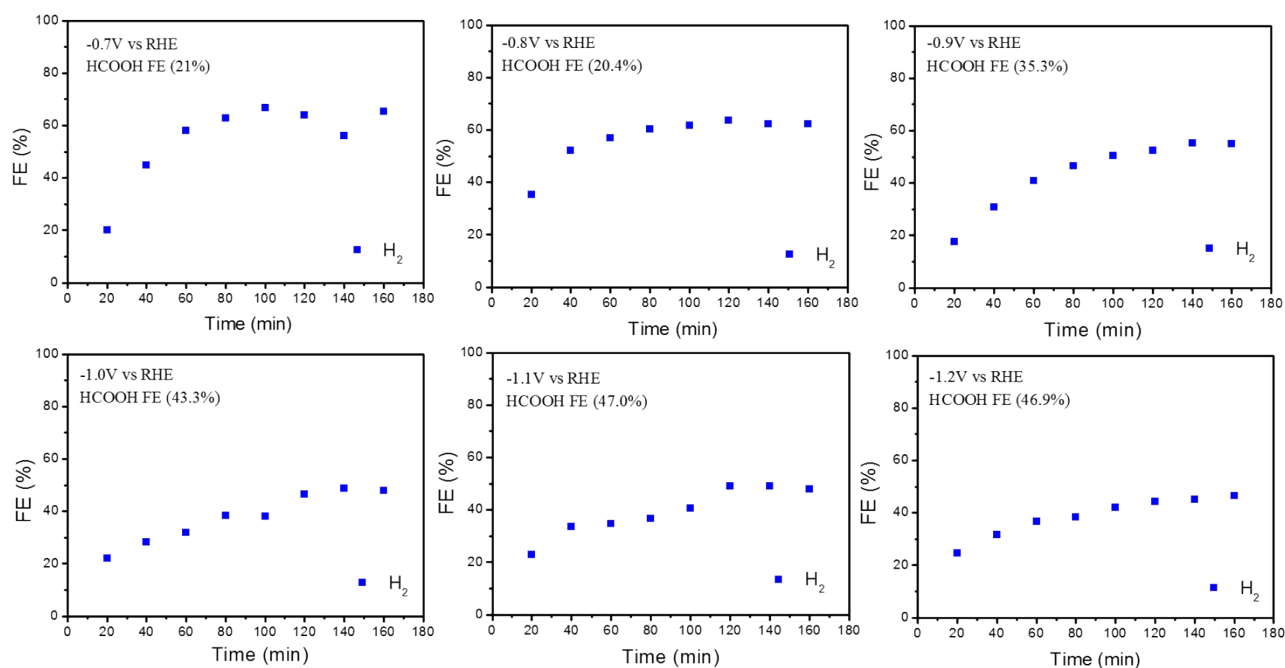 -0.7V vs RHE
HCOOH FE (21%)
FE (%)
100
80
60
40
20
0
H₂
0 20 40 60 80 100 120 140 160 180
Time (min)
-0.8V vs RHE
HCOOH FE (20.4%)
FE (%)
100
80
60
40
20
0
H₂
0 20 40 60 80 100 120 140 160 180
Time (min)
-0.9V vs RHE
HCOOH FE (35.3%)
FE (%)
100
80
60
40
20
0
H₂
0 20 40 60 80 100 120 140 160 180
Time (min)
-1.0V vs RHE
HCOOH FE (43.3%)
FE (%)
100
80
60
40
20
0
H₂
0 20 40 60 80 100 120 140 160 180
Time (min)
-1.1V vs RHE
HCOOH FE (47.0%)
FE (%)
100
80
60
40
20
0
H₂
0 20 40 60 80 100 120 140 160 180
Time (min)
-1.2V vs RHE
HCOOH FE (46.9%)
FE (%)
100
80
60
40
20
0
H₂
0 20 40 60 80 100 120 140 160 180
Time (min)